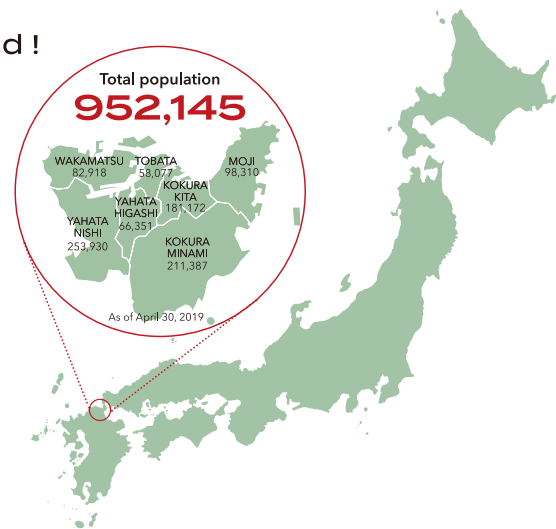 d !
Total population
952,145
WAKAMATSU
82,918
TOBATA
58,077
MOJI
98,310
KOKURA
KITA
181,172
YAHATA
HIGASHI
66,351
YAHATA
NISHI
253,930
KOKURA
MINAMI
211,387
As of April 30, 2019